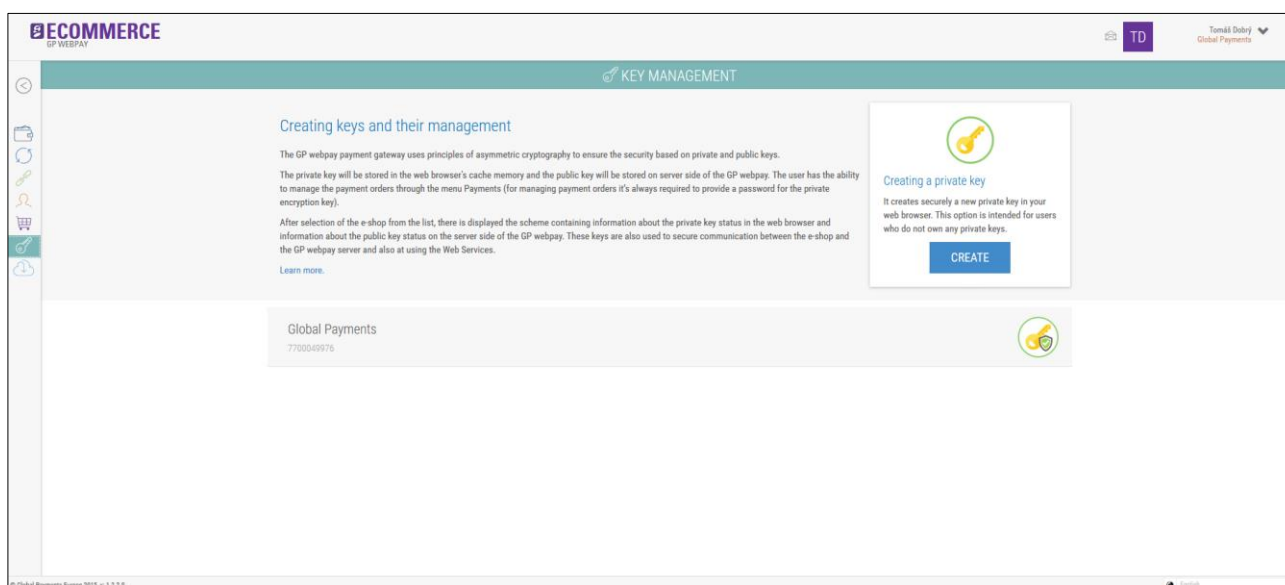 ECOMMERCE
GP WEBPAY
TD
Tomáš Dobrý
Global Payments
KEY MANAGEMENT
Creating keys and their management
The GP webpay payment gateway uses principles of asymmetric cryptography to ensure the security based on private and public keys.
The private key will be stored in the web browser's cache memory and the public key will be stored on server side of the GP webpay. The user has the ability
to manage the payment orders through the menu Payments (for managing payment orders it's always required to provide a password for the private
encryption key).
After selection of the e-shop from the list, there is displayed the scheme containing information about the private key status in the web browser and
information about the public key status on the server side of the GP webpay. These keys are also used to secure communication between the e-shop and
the GP webpay server and also at using the Web Services.
Learn more.
Creating a private key
It creates securely a new private key in your
web browser. This option is intended for users
who do not own any private keys.
CREATE
Global Payments
7700049976
© Global Payments Europe
English